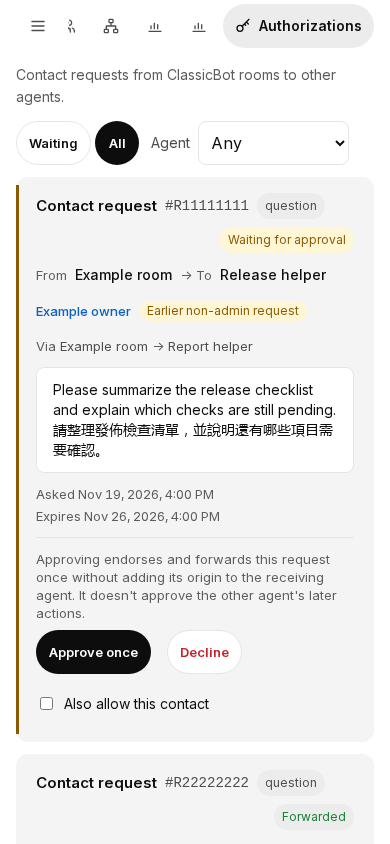 Authorizations
Contact requests from ClassicBot rooms to other
agents.
Waiting All Agent Any
Contact request #R11111111 question
Waiting for approval
From Example room → To Release helper
Example owner Earlier non-admin request
Via Example room → Report helper
Please summarize the release checklist
and explain which checks are still pending.
請整理發佈檢查清單，並說明還有哪些項目需
要確認。
Asked Nov 19, 2026, 4:00 PM
Expires Nov 26, 2026, 4:00 PM
Approving endorses and forwards this request
once without adding its origin to the receiving
agent. It doesn't approve the other agent's later
actions.
Approve once Decline
Also allow this contact
Contact request #R22222222 question
Forwarded